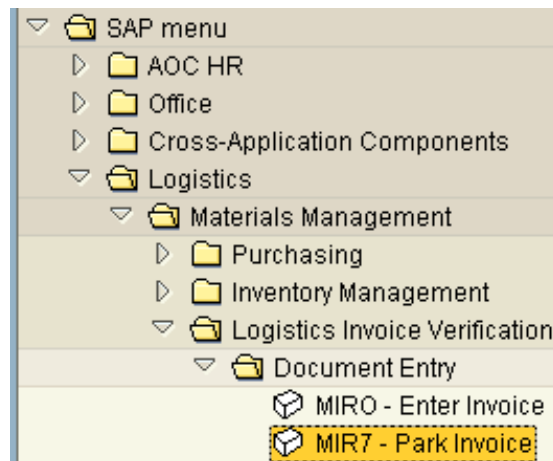 SAP menu
AOC HR
Office
Cross-Application Components
Logistics
Materials Management
Purchasing
Inventory Management
Logistics Invoice Verification
Document Entry
MIRO - Enter Invoice
MIR7 - Park Invoice